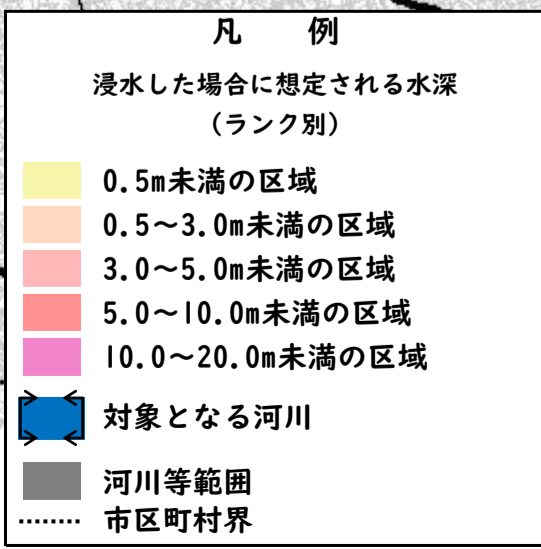 凡　例
浸水した場合に想定される水深
（ランク別）
0.5m未満の区域
0.5～3.0m未満の区域
3.0～5.0m未満の区域
5.0～10.0m未満の区域
10.0～20.0m未満の区域
対象となる河川
河川等範囲
市区町村界